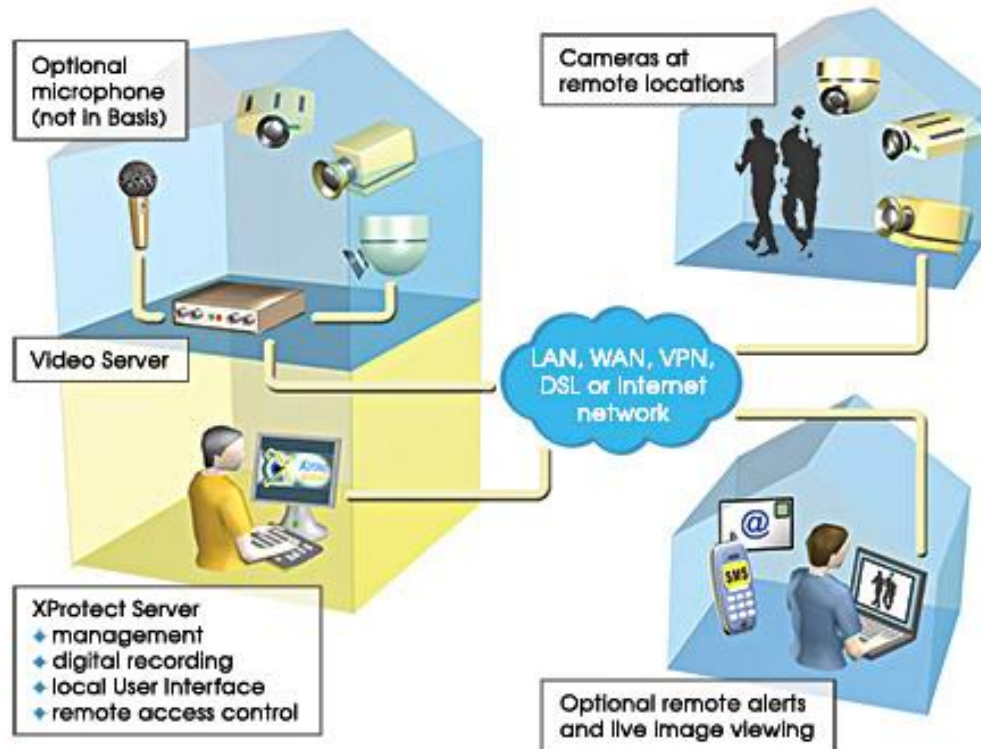 Optional
microphone
(not in Basis)
Cameras at
remote locations
Video Server
LAN, WAN, VPN,
DSL or internet
network
@
SMS
XProtect Server
management
digital recording
local User Interface
remote access control
Optional remote alerts
and live image viewing